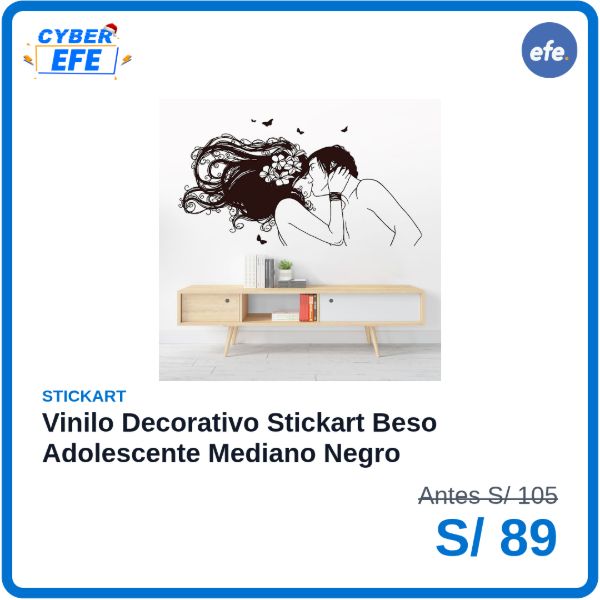 CYBER
EFE
efe.
STICKART
Vinilo Decorativo Stickart Beso
Adolescente Mediano Negro
Antes S/ 105
S/ 89